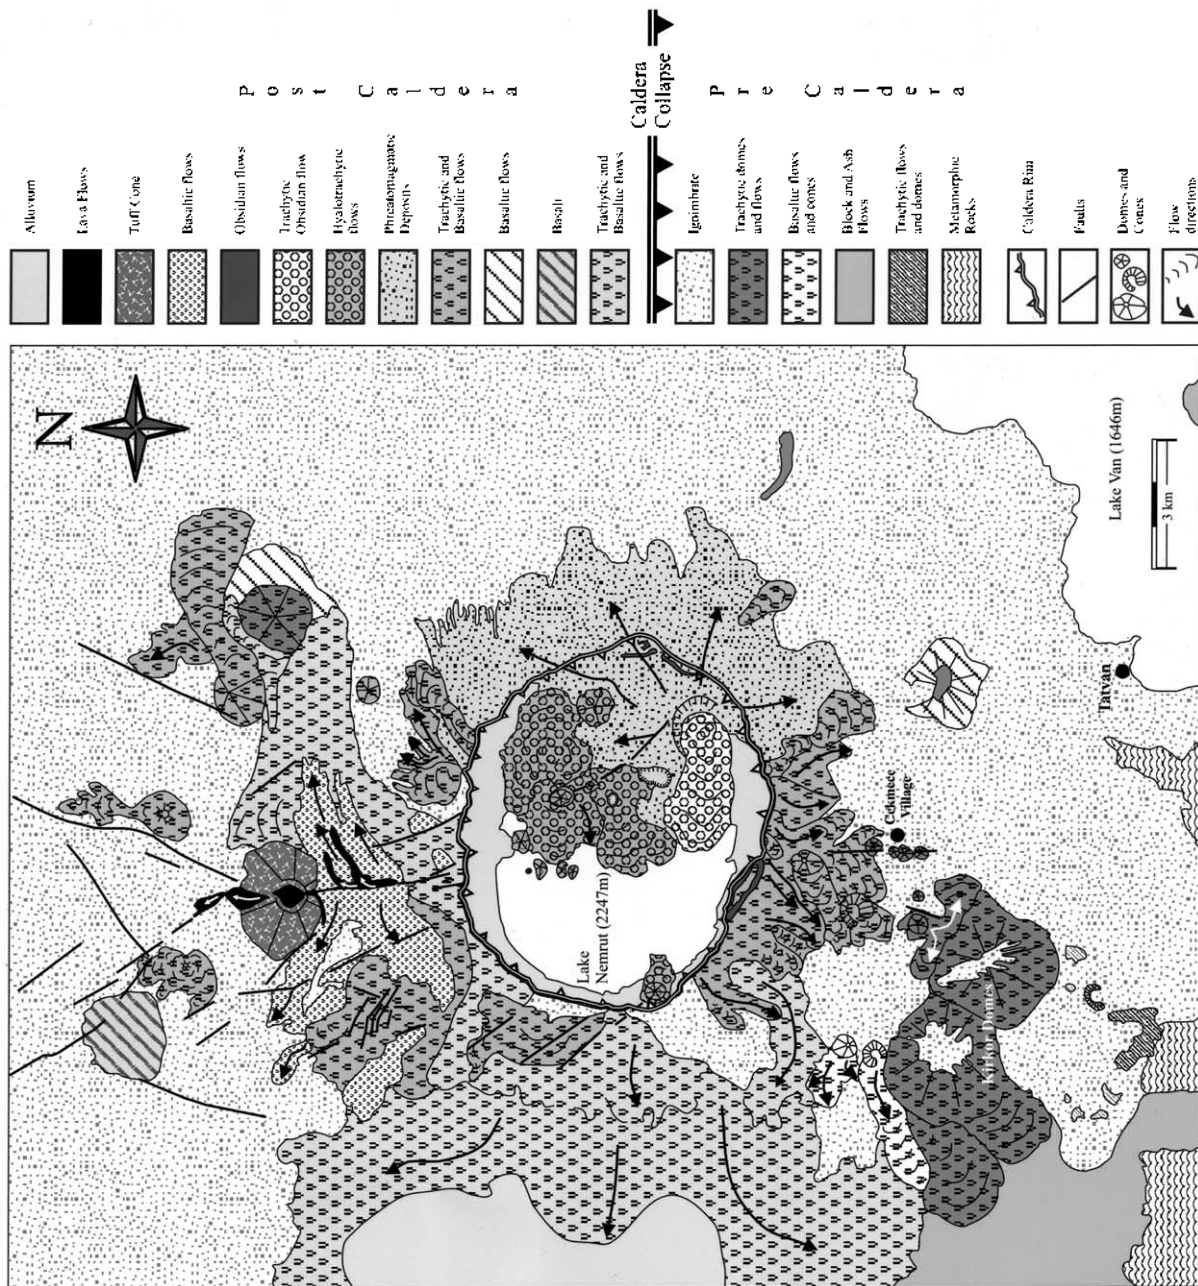 Alluvium
Lava Flows
Tuff Cone
Basaltic flows
Obsidian flows
Trachytic
Obsidian flow
Hyalotrachytic
flows
Phreatomagmatic
Deposits
Trachytic and
Basaltic flows
Basaltic flows
Basalt
Trachytic and
Basaltic flows
Post Caldera
Caldera
Collapse
Ignimbrite
Trachytic domes
and flows
Basaltic flows
and cones
Block and Ash
Flows
Trachytic flows
and domes
Metamorphic
Rocks
Pre Caldera
Caldera Rim
Faults
Domes and
Cones
Flow
directions
N
Lake
Nemrut (2247m)
Village
Kirkor Domes
Tatvan
Lake Van (1646m)
3 km